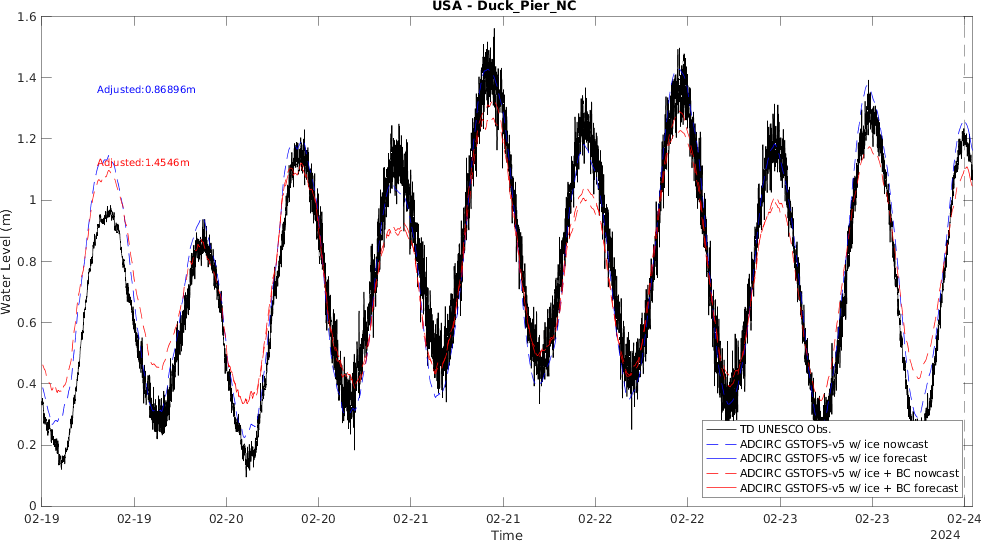 USA - Duck_Pier_NC
1.6
1.4
1.2
1
0.8
0.6
0.4
0.2
0
Water Level (m)
Adjusted:0.86896m
Adjusted:1.4546m
TD UNESCO Obs.
ADCIRC GSTOFS-v5 w/ ice nowcast
ADCIRC GSTOFS-v5 w/ ice forecast
ADCIRC GSTOFS-v5 w/ ice + BC nowcast
ADCIRC GSTOFS-v5 w/ ice + BC forecast
02-19 02-19 02-20 02-20 02-21 02-21 02-22 02-22 02-23 02-23 02-24
Time
2024